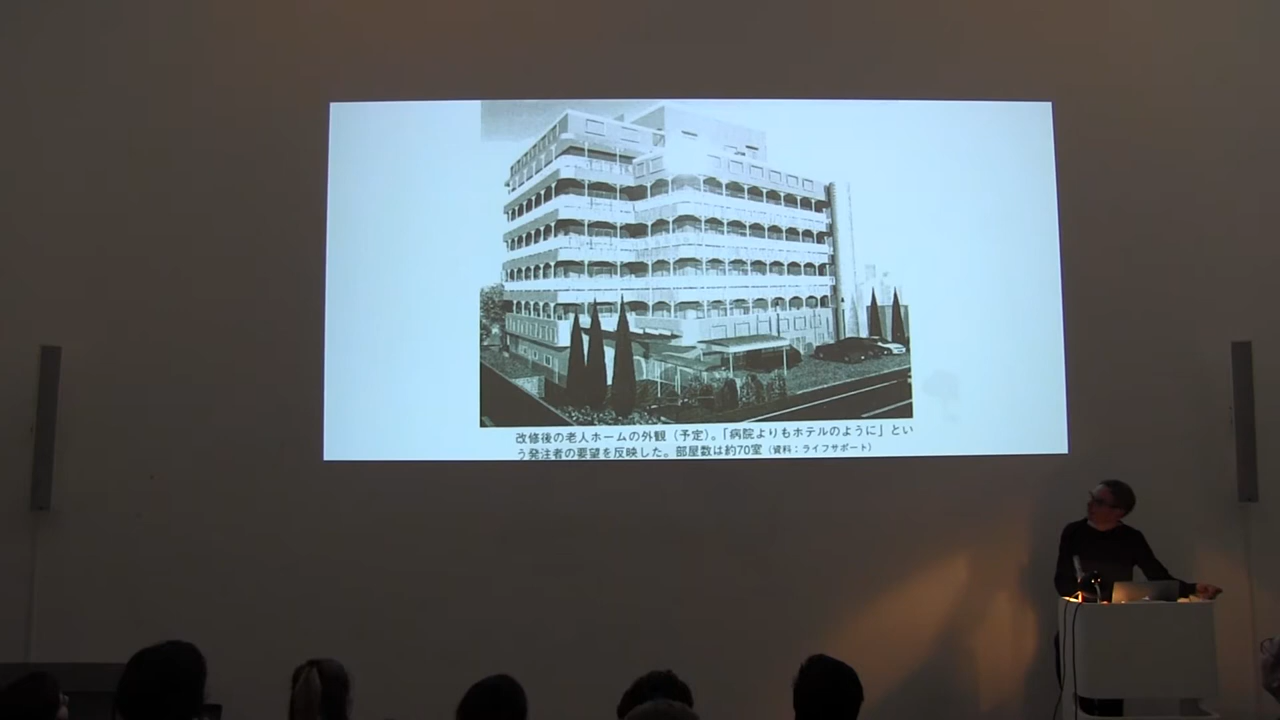 改修後の老人ホームの外観（予定）。「病院よりもホテルのように」とい
う発注者の要望を反映した。部屋数は約70室（資料：ライフサポート）